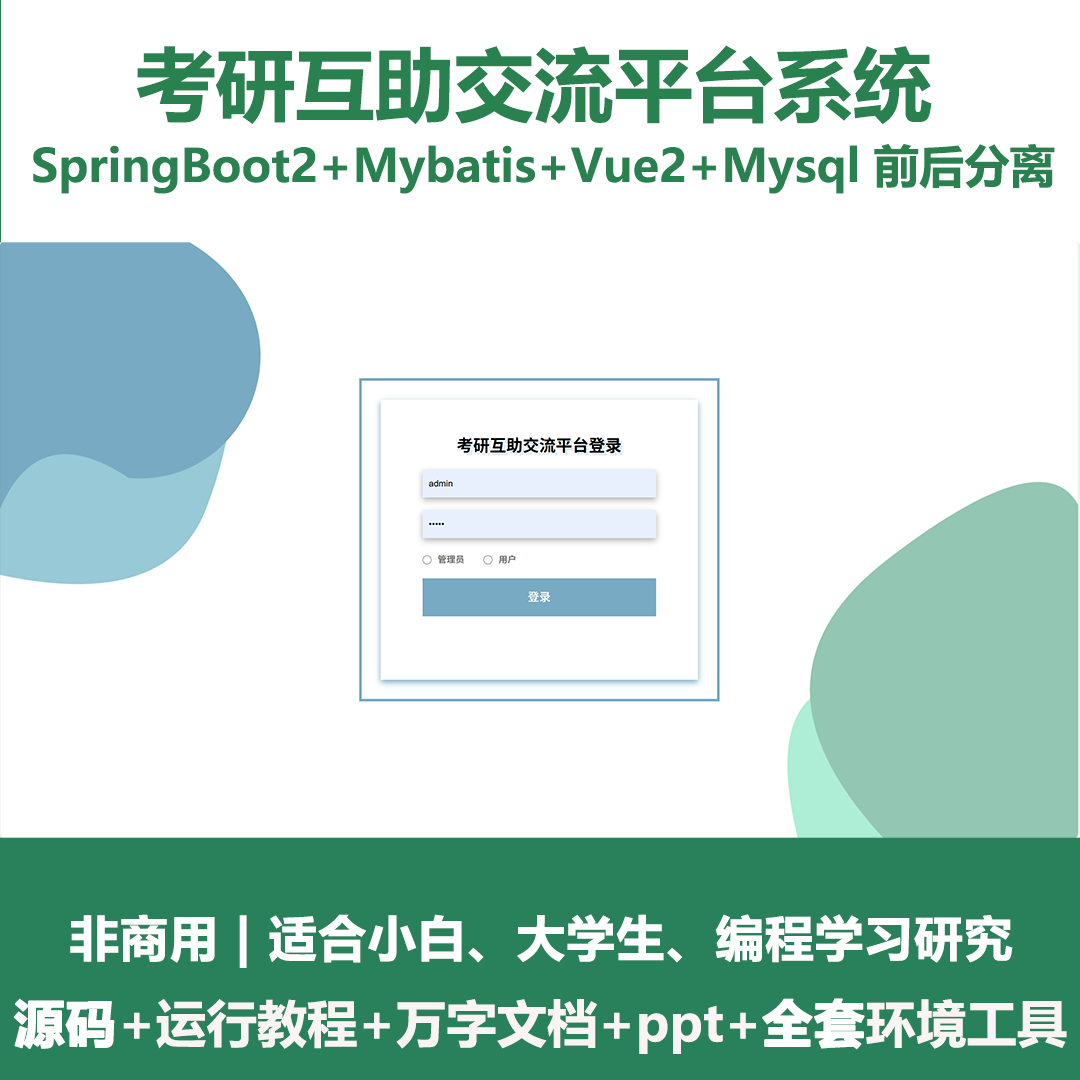 考研互助交流平台系统
SpringBoot2+Mybatis+Vue2+Mysql 前后分离
考研互助交流平台登录
admin
•••••
管理员 用户
登录
非商用 | 适合小白、大学生、编程学习研究
源码+运行教程+万字文档+ppt+全套环境工具